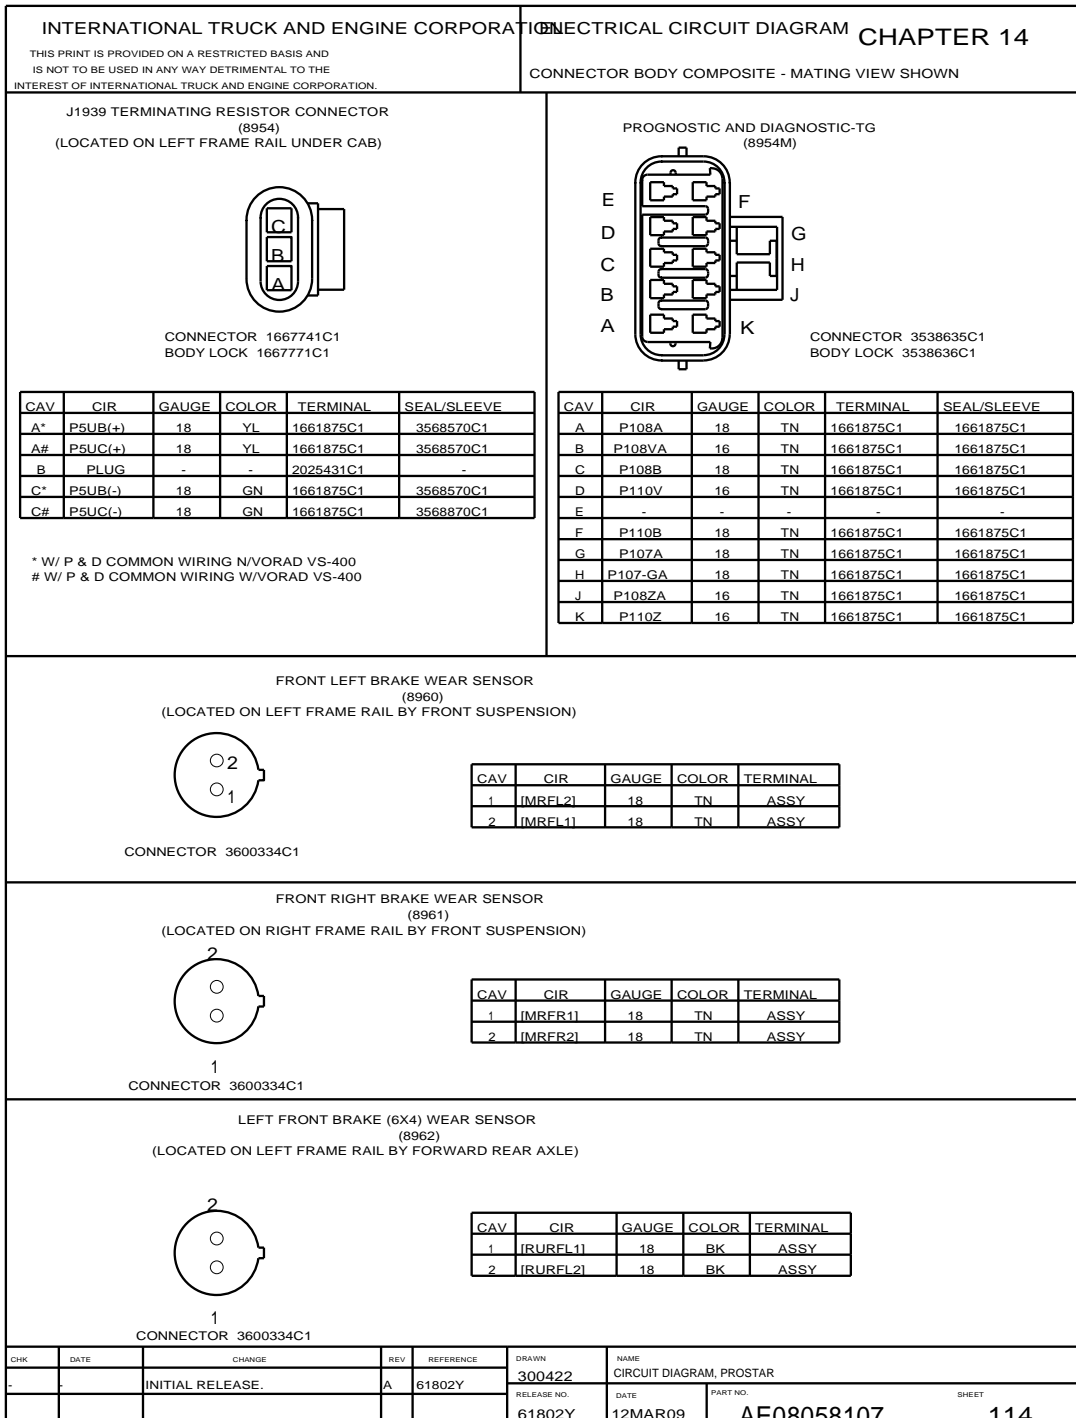 INTERNATIONAL TRUCK AND ENGINE CORPORATION
THIS PRINT IS PROVIDED ON A RESTRICTED BASIS AND
IS NOT TO BE USED IN ANY WAY DETRIMENTAL TO THE
INTEREST OF INTERNATIONAL TRUCK AND ENGINE CORPORATION.
ELECTRICAL CIRCUIT DIAGRAM CHAPTER 14
CONNECTOR BODY COMPOSITE - MATING VIEW SHOWN
J1939 TERMINATING RESISTOR CONNECTOR
(8954)
(LOCATED ON LEFT FRAME RAIL UNDER CAB)
C
B
A
CONNECTOR 1667741C1
BODY LOCK 1667771C1
CAV CIR GAUGE COLOR TERMINAL SEAL/SLEEVE
A* P5UB(+) 18 YL 1661875C1 3568570C1
A# P5UC(+) 18 YL 1661875C1 3568570C1
B PLUG - - 2025431C1 -
C* P5UB(-) 18 GN 1661875C1 3568570C1
C# P5UC(-) 18 GN 1661875C1 3568870C1
* W/ P & D COMMON WIRING N/VORAD VS-400
# W/ P & D COMMON WIRING W/VORAD VS-400
PROGNOSTIC AND DIAGNOSTIC-TG
(8954M)
E F
D G
C H
B J
A K
CONNECTOR 3538635C1
BODY LOCK 3538636C1
CAV CIR GAUGE COLOR TERMINAL SEAL/SLEEVE
A P108A 18 TN 1661875C1 1661875C1
B P108VA 16 TN 1661875C1 1661875C1
C P108B 18 TN 1661875C1 1661875C1
D P110V 16 TN 1661875C1 1661875C1
E - - - - -
F P110B 18 TN 1661875C1 1661875C1
G P107A 18 TN 1661875C1 1661875C1
H P107-GA 18 TN 1661875C1 1661875C1
J P108ZA 16 TN 1661875C1 1661875C1
K P110Z 16 TN 1661875C1 1661875C1
FRONT LEFT BRAKE WEAR SENSOR
(8960)
(LOCATED ON LEFT FRAME RAIL BY FRONT SUSPENSION)
2
1
CONNECTOR 3600334C1
CAV CIR GAUGE COLOR TERMINAL
1 [MRFL2] 18 TN ASSY
2 [MRFL1] 18 TN ASSY
FRONT RIGHT BRAKE WEAR SENSOR
(8961)
(LOCATED ON RIGHT FRAME RAIL BY FRONT SUSPENSION)
2
1
CONNECTOR 3600334C1
CAV CIR GAUGE COLOR TERMINAL
1 [MRFR1] 18 TN ASSY
2 [MRFR2] 18 TN ASSY
LEFT FRONT BRAKE (6X4) WEAR SENSOR
(8962)
(LOCATED ON LEFT FRAME RAIL BY FORWARD REAR AXLE)
2
1
CONNECTOR 3600334C1
CAV CIR GAUGE COLOR TERMINAL
1 [RURFL1] 18 BK ASSY
2 [RURFL2] 18 BK ASSY
CHK DATE CHANGE REV REFERENCE
- - INITIAL RELEASE. A 61802Y
DRAWN
300422
NAME
CIRCUIT DIAGRAM, PROSTAR
RELEASE NO.
61802Y
DATE
12MAR09
PART NO.
AE08058107
SHEET
114